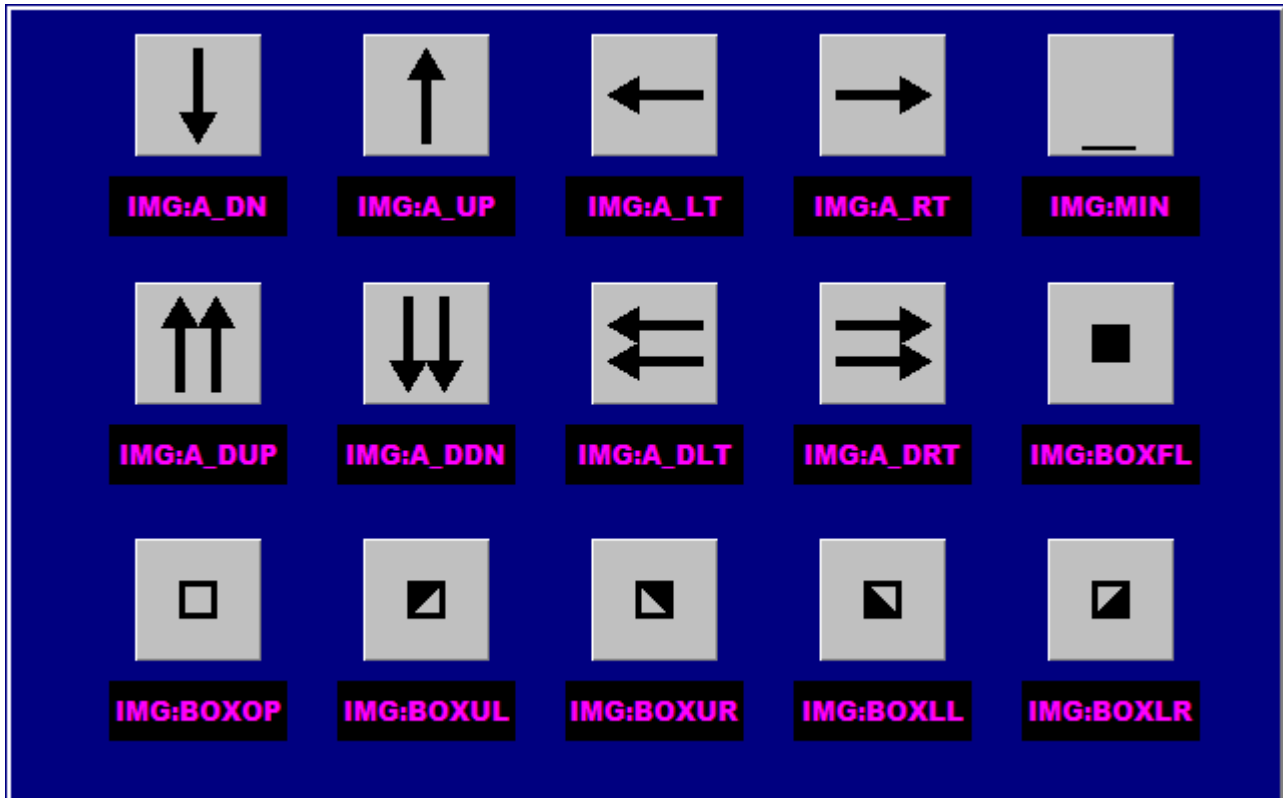 IMG:A_DN
IMG:A_UP
IMG:A_LT
IMG:A_RT
IMG:MIN
IMG:A_DUP
IMG:A_DDN
IMG:A_DLT
IMG:A_DRT
IMG:BOXFL
IMG:BOXOP
IMG:BOXUL
IMG:BOXUR
IMG:BOXLL
IMG:BOXLR